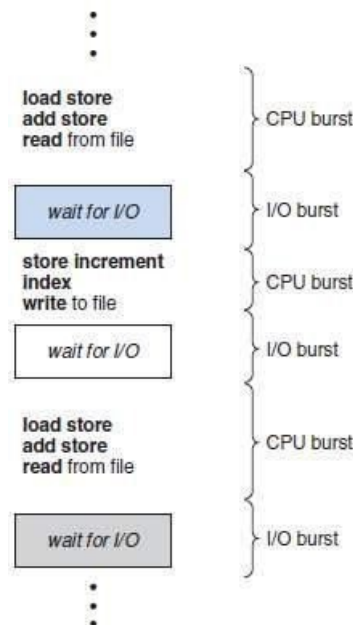 load store
add store
read from file
CPU burst
wait for I/O
I/O burst
store increment
index
write to file
CPU burst
wait for I/O
I/O burst
load store
add store
read from file
CPU burst
wait for I/O
I/O burst